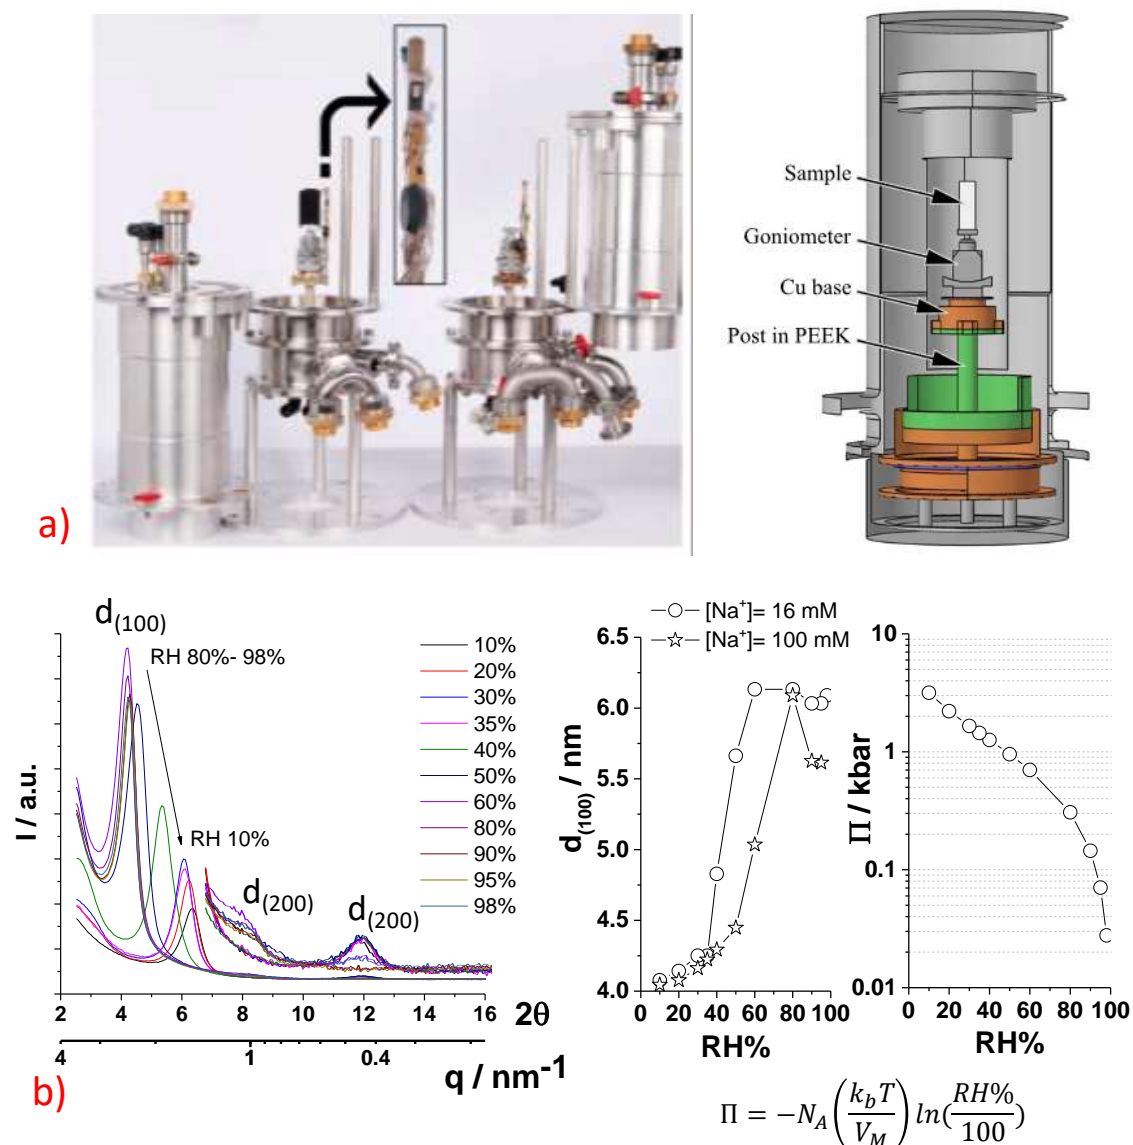 a)
Sample
Goniometer
Cu base
Post in PEEK
b)
d(100)
RH 80%- 98%
RH 10%
d(200)
d(200)
10%
20%
30%
35%
40%
50%
60%
80%
90%
95%
98%
I / a.u.
2 4 6 8 10 12 14 16 2θ
4 1 0.4
q / nm-1
[Na+]= 16 mM
[Na+]= 100 mM
6.5
6.0
5.5
5.0
4.5
4.0
d(100) / nm
0 20 40 60 80 100
RH%
10
1
0.1
0.01
Π / kbar
0 20 40 60 80 100
RH%
Π = −NA(kbT/VM) ln(RH%/100)